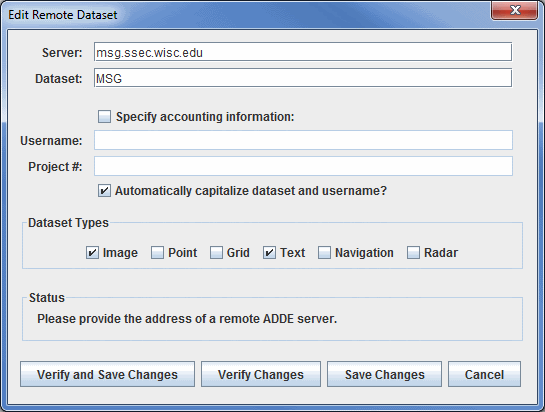 Edit Remote Dataset
Server: msg.ssec.wisc.edu
Dataset: MSG
Specify accounting information:
Username:
Project #:
Automatically capitalize dataset and username?
Dataset Types
Image Point Grid Text Navigation Radar
Status
Please provide the address of a remote ADDE server.
Verify and Save Changes Verify Changes Save Changes Cancel